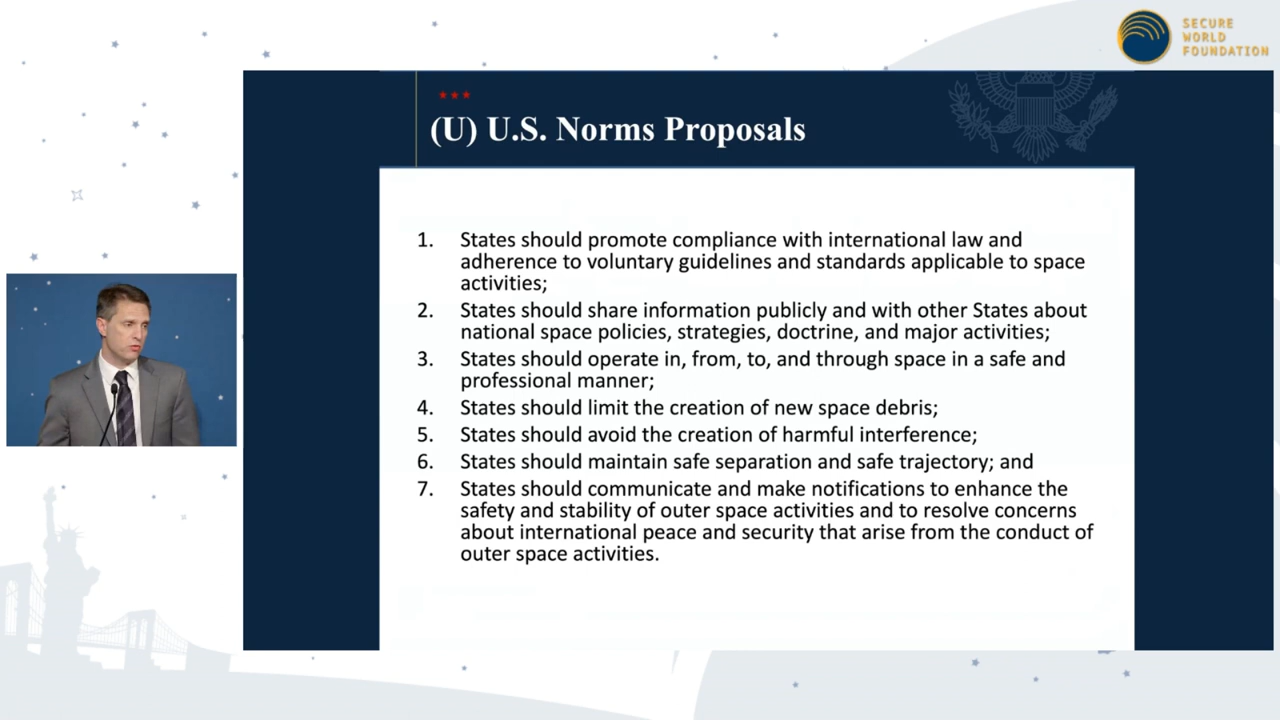 SECURE
WORLD
FOUNDATION
(U) U.S. Norms Proposals
1. States should promote compliance with international law and
adherence to voluntary guidelines and standards applicable to space
activities;
2. States should share information publicly and with other States about
national space policies, strategies, doctrine, and major activities;
3. States should operate in, from, to, and through space in a safe and
professional manner;
4. States should limit the creation of new space debris;
5. States should avoid the creation of harmful interference;
6. States should maintain safe separation and safe trajectory; and
7. States should communicate and make notifications to enhance the
safety and stability of outer space activities and to resolve concerns
about international peace and security that arise from the conduct of
outer space activities.